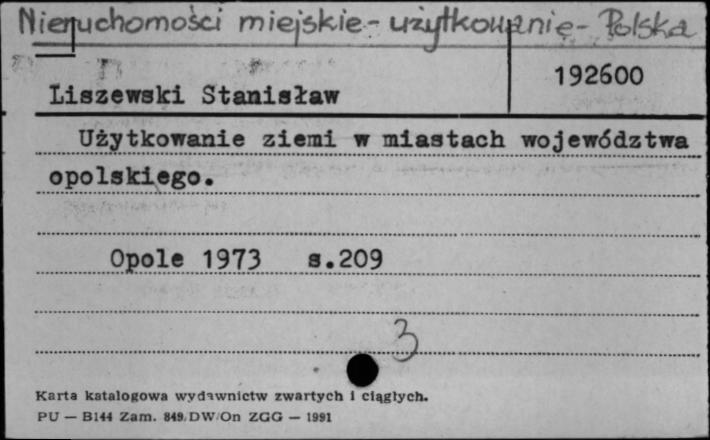 Nieruchomości miejskie - użytkowanie - Polska
192600
Liszewski Stanisław
Użytkowanie ziemi w miastach województwa
opolskiego.
Opole 1973 s.209
3
Karta katalogowa wydawnictw zwartych i ciągłych.
PU — B144 Zam. 849/DW/On ZGG — 1991